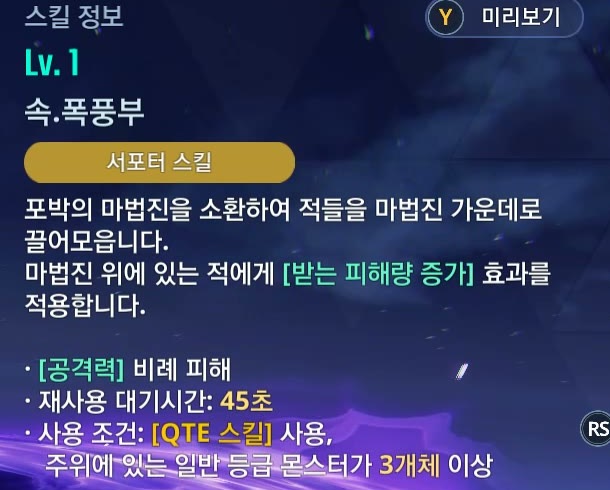 스킬 정보
Y 미리보기
Lv. 1
속.폭풍부
서포터 스킬
포박의 마법진을 소환하여 적들을 마법진 가운데로
끌어모읍니다.
마법진 위에 있는 적에게 [받는 피해량 증가] 효과를
적용합니다.
· [공격력] 비례 피해
· 재사용 대기시간: 45초
· 사용 조건: [QTE 스킬] 사용,
주위에 있는 일반 등급 몬스터가 3개체 이상
RS